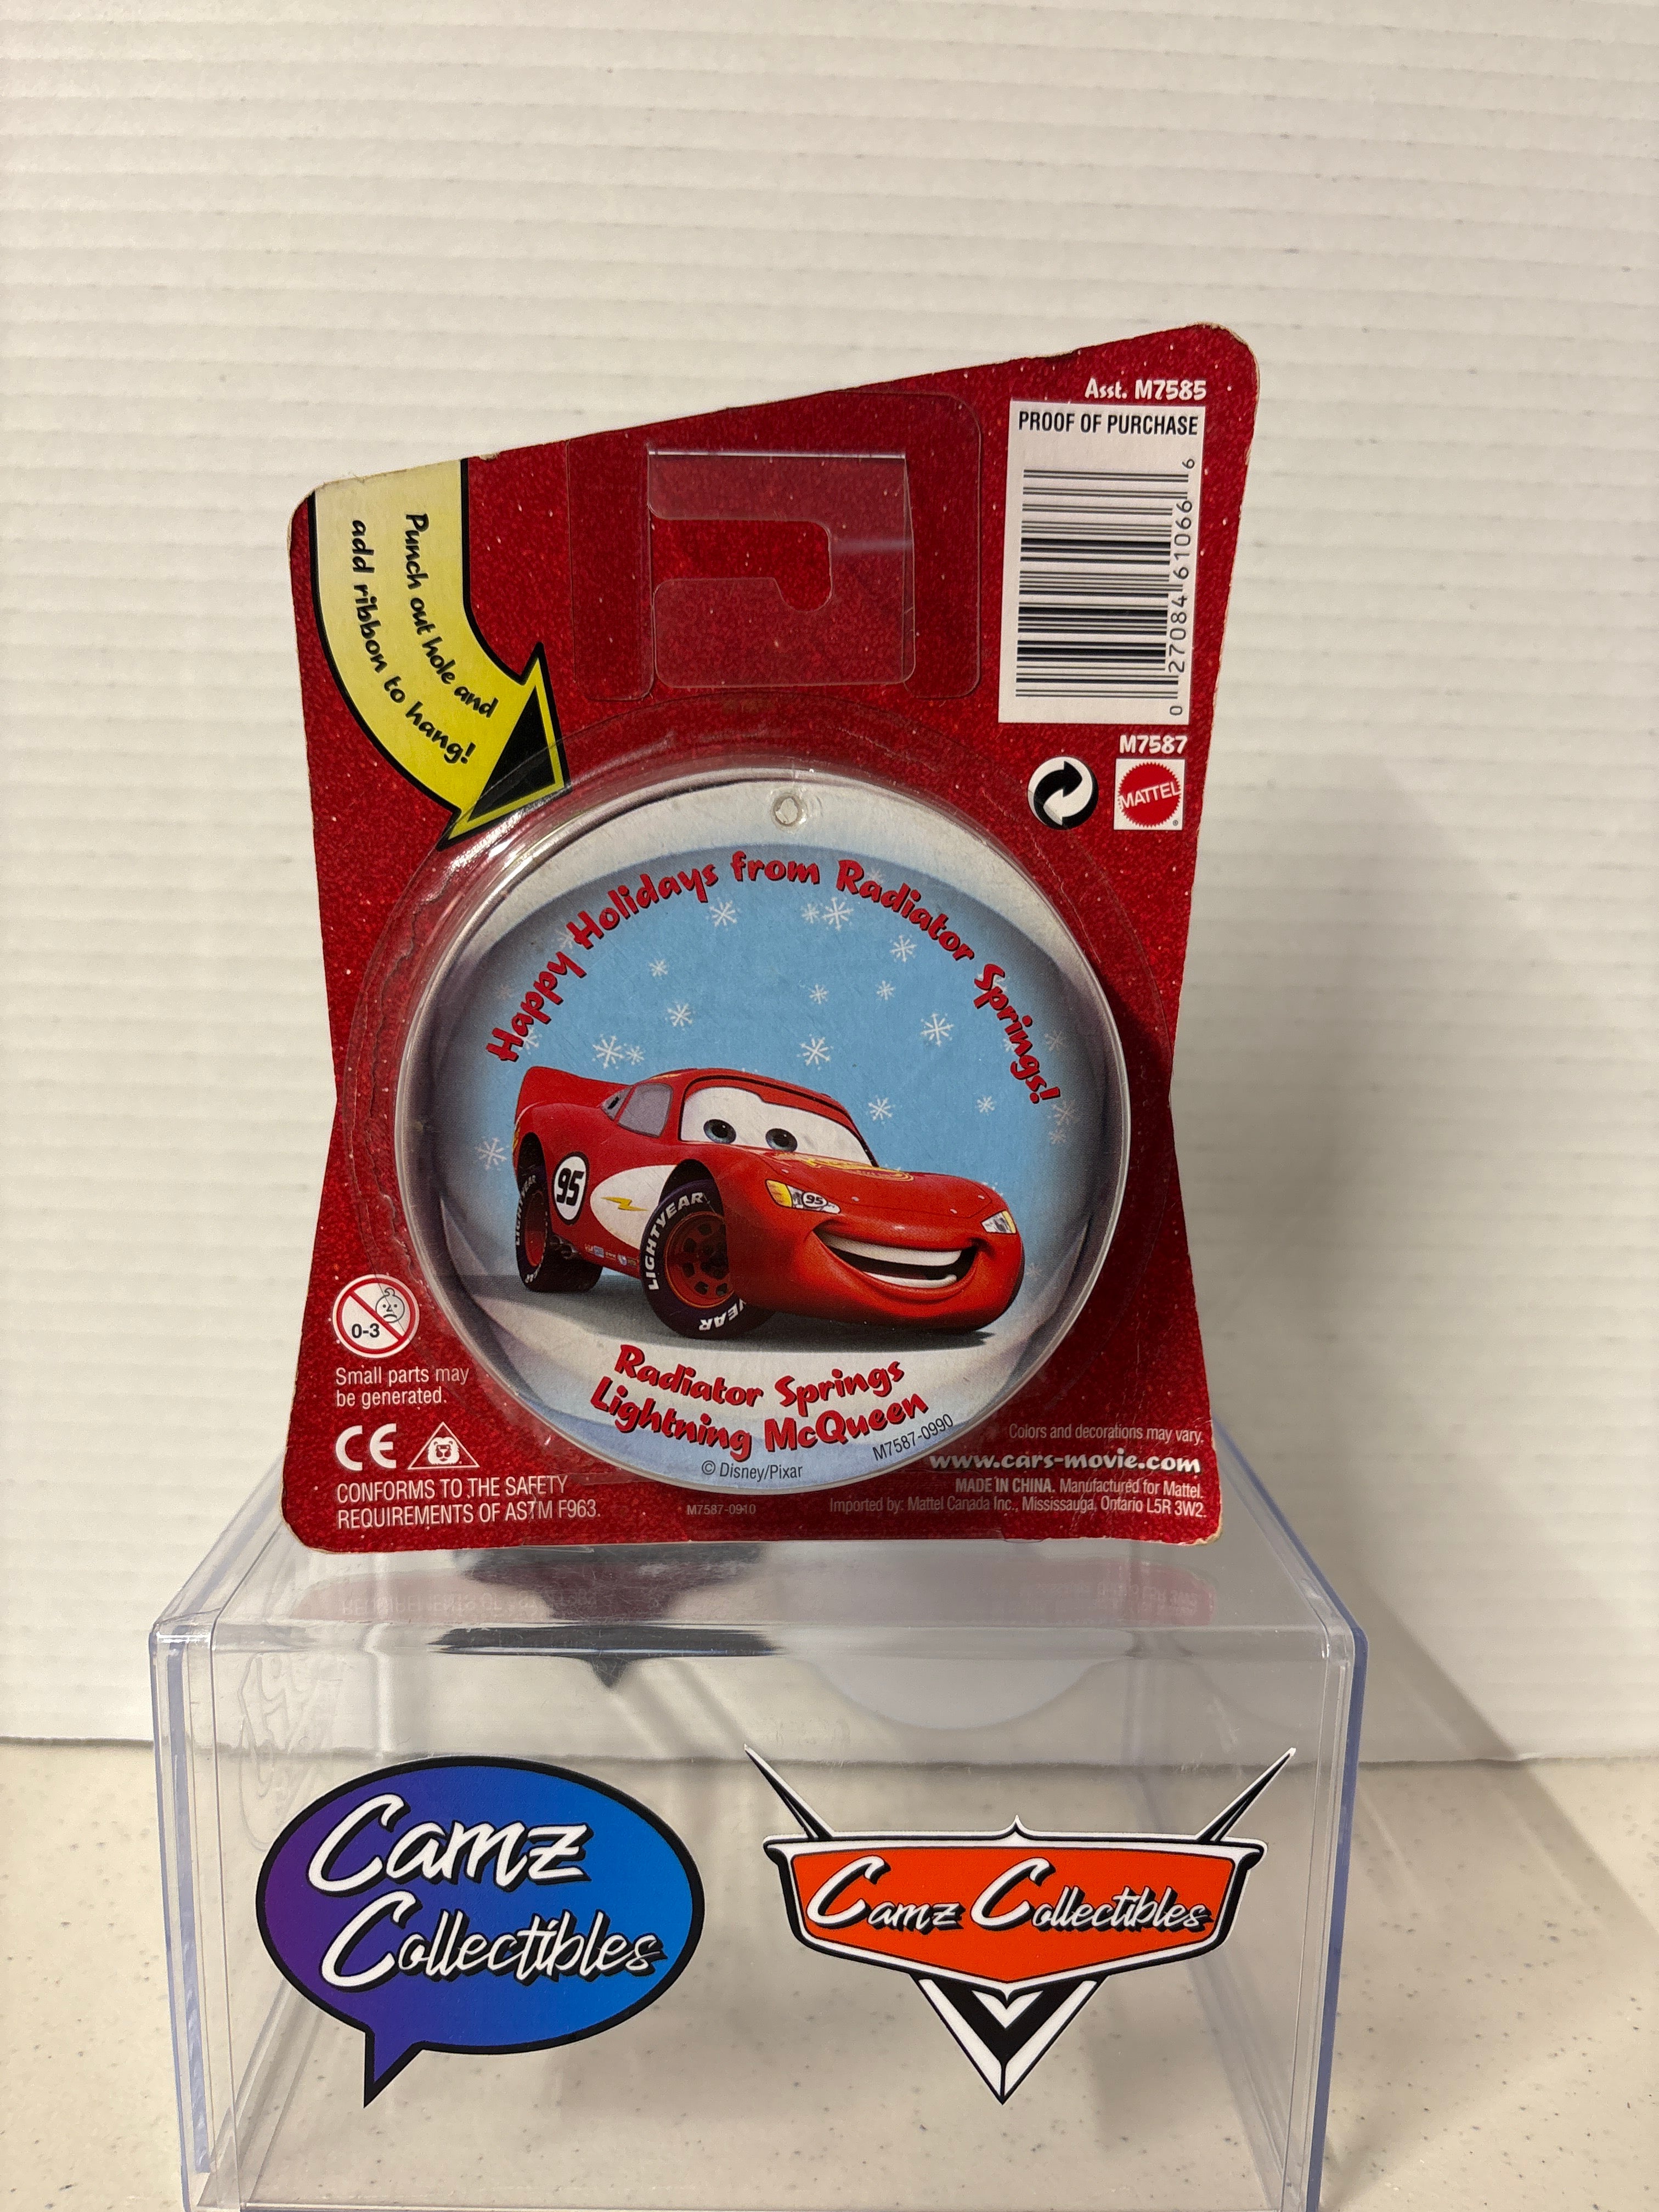 Asst. M7585
PROOF OF PURCHASE
0 27084 61066 6
M7587
MATTEL
Punch out hole and
add ribbon to hang!
Happy Holidays from Radiator Springs!
95
LIGHTYEAR
LIGHTYEAR
YEAR
95
Radiator Springs
Lightning McQueen
M7587-0990
© Disney/Pixar
0-3
Small parts may
be generated.
CE
CONFORMS TO THE SAFETY
REQUIREMENTS OF ASTM F963.
M7587-0910
Colors and decorations may vary.
www.cars-movie.com
MADE IN CHINA. Manufactured for Mattel.
Imported by: Mattel Canada Inc., Mississauga, Ontario L5R 3W2.
Camz
Collectibles
Camz Collectibles